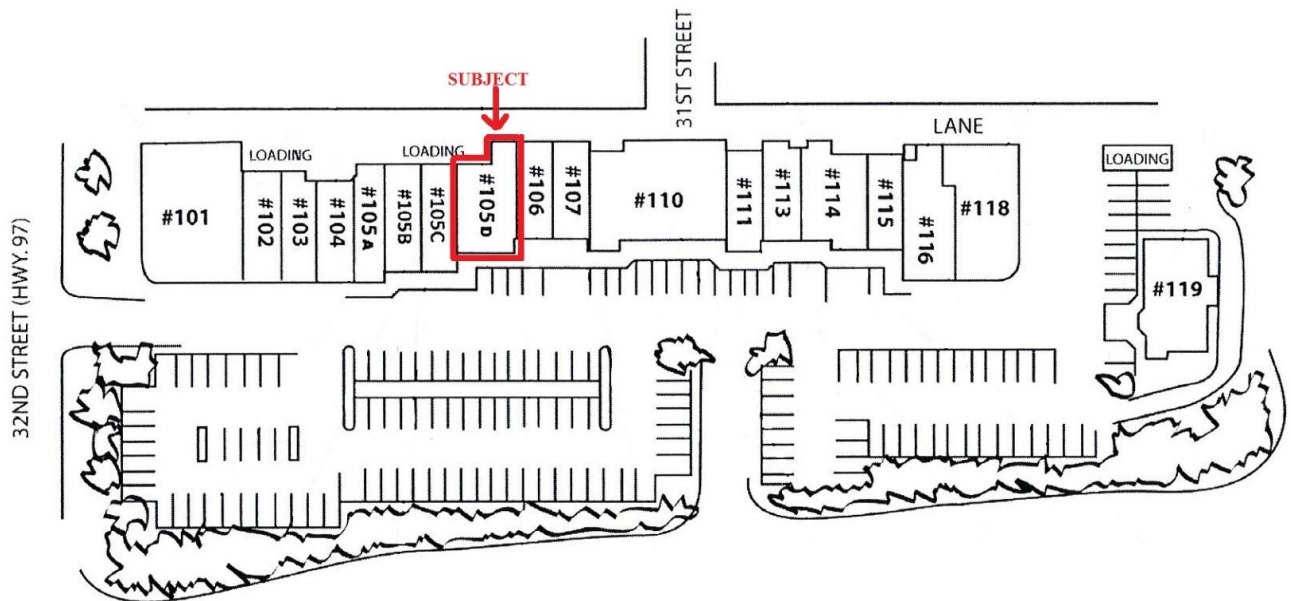 31ST STREET
SUBJECT
LANE
LOADING
LOADING
LOADING
#101
#102
#103
#104
#105A
#105B
#105C
#105D
#106
#107
#110
#111
#113
#114
#115
#116
#118
#119
32ND STREET (HWY.97)